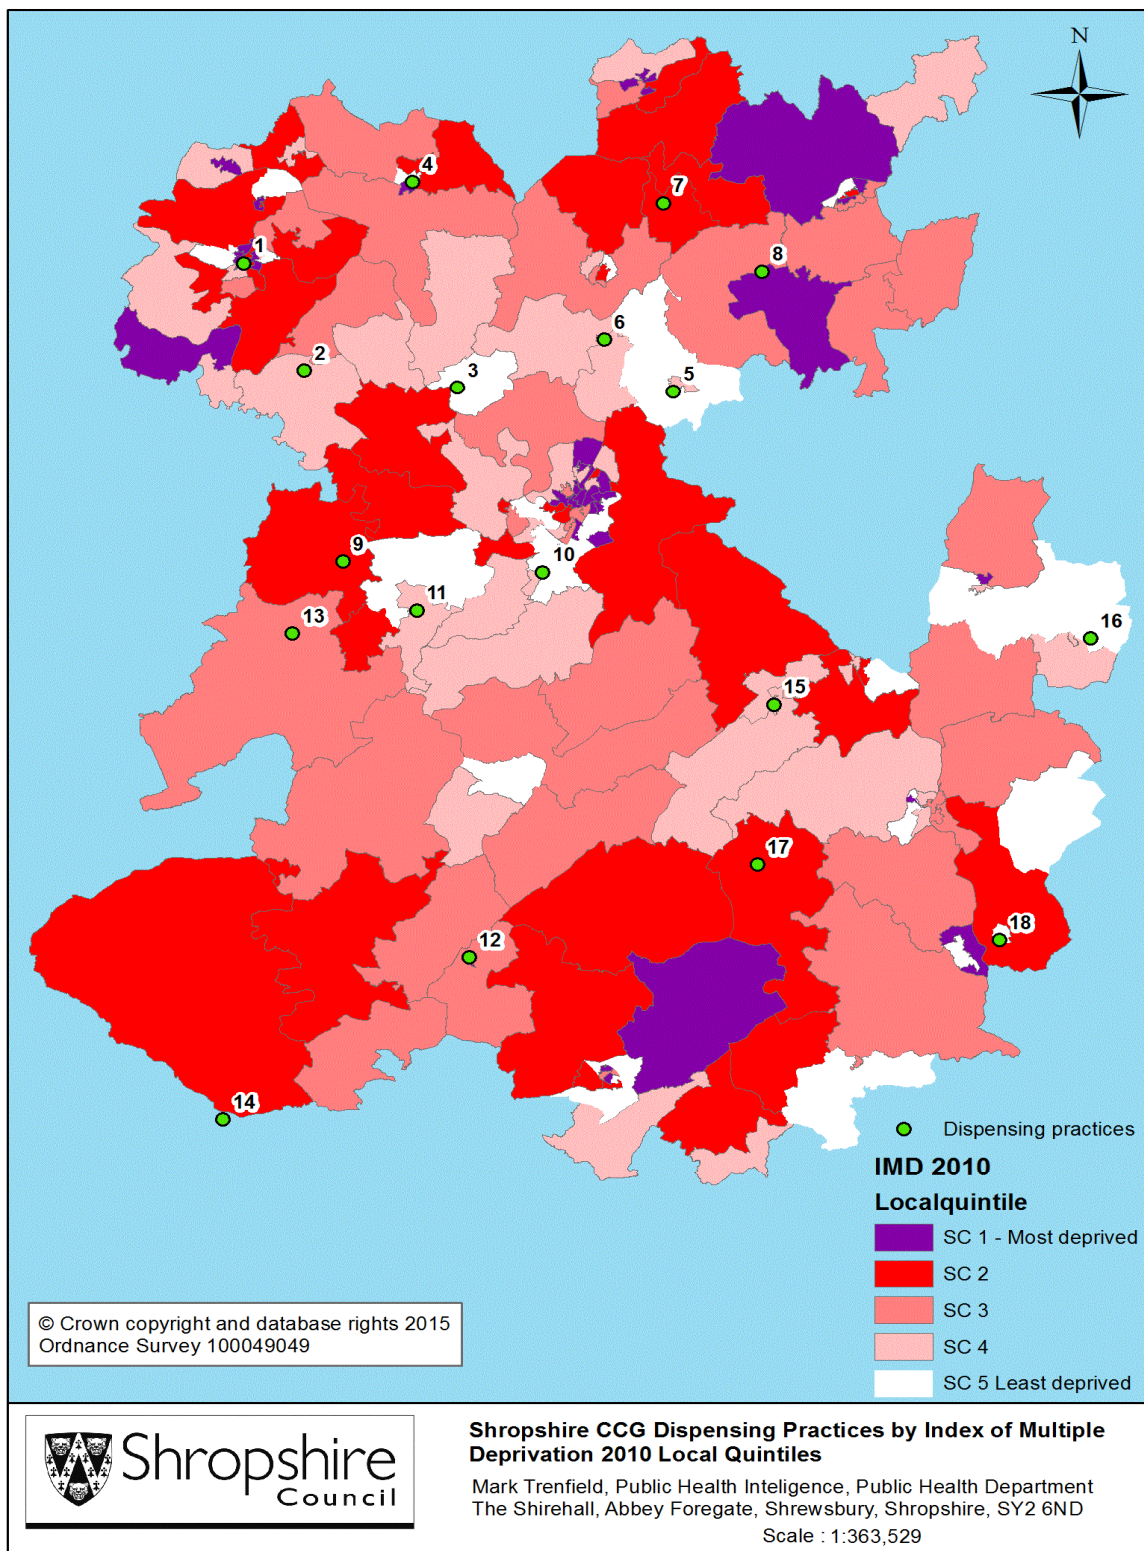 N
4
7
1
8
6
2
3
5
9
10
11
13
16
15
17
18
12
14
Dispensing practices
IMD 2010
Localquintile
SC 1 - Most deprived
SC 2
SC 3
SC 4
SC 5 Least deprived
© Crown copyright and database rights 2015
Ordnance Survey 100049049
Shropshire
Council
Shropshire CCG Dispensing Practices by Index of Multiple
Deprivation 2010 Local Quintiles
Mark Trenfield, Public Health Inteligence, Public Health Department
The Shirehall, Abbey Foregate, Shrewsbury, Shropshire, SY2 6ND
Scale : 1:363,529